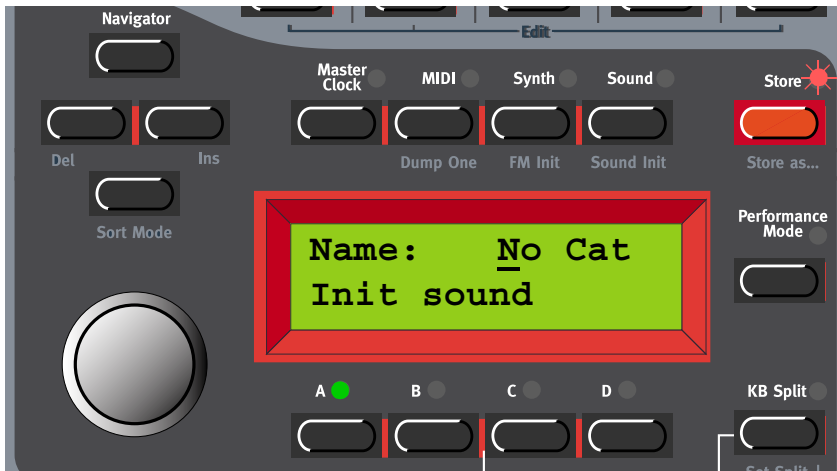 Navigator
Edit
Master Clock
MIDI
Synth
Sound
Store
Del
Ins
Dump One
FM Init
Sound Init
Store as...
Sort Mode
Performance Mode
Name: No Cat
Init sound
A
B
C
D
KB Split